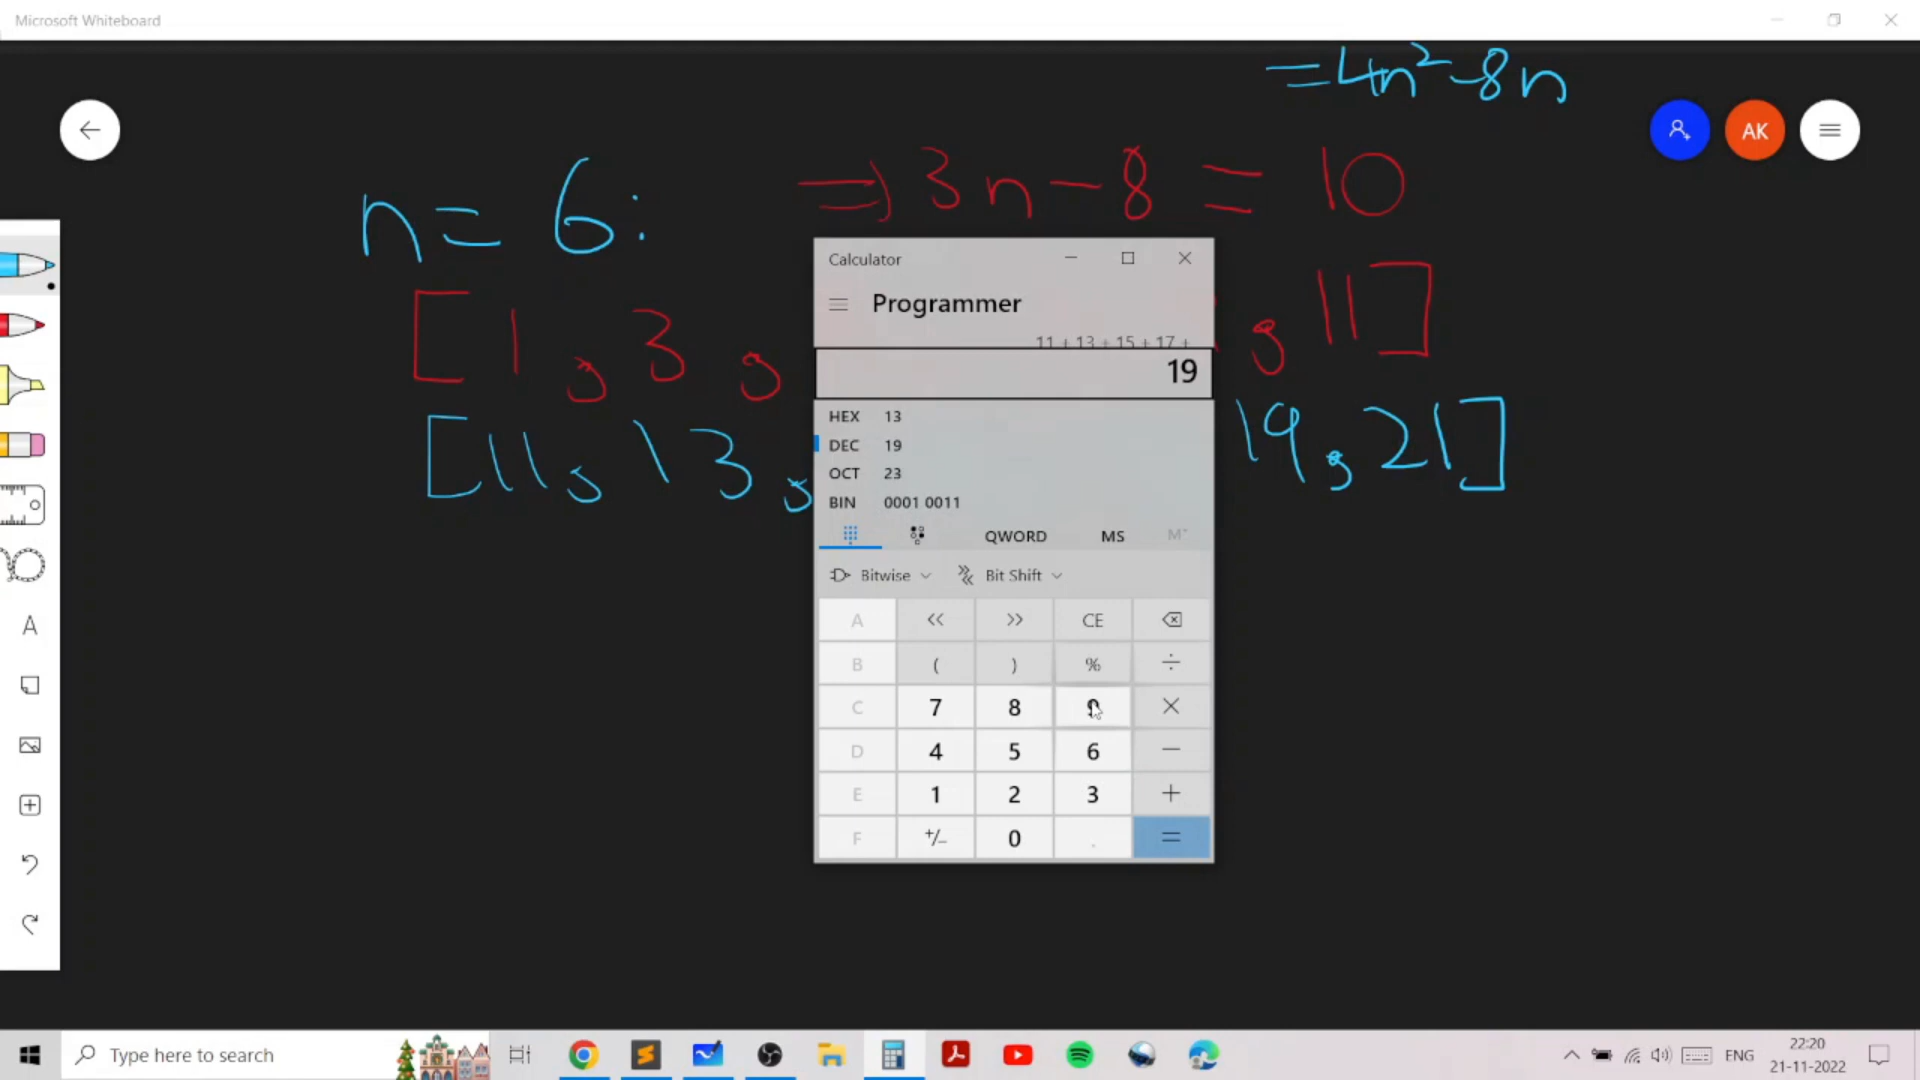 Microsoft Whiteboard
=4n²-8n
AK
n=6:
⇒3n-8=10
Calculator
Programmer
[1,3,
,11]
11 + 13 + 15 + 17 +
19
[11,13,
19,21]
HEX 13
DEC 19
OCT 23
BIN 0001 0011
QWORD MS M˅
Bitwise Bit Shift
A << >> CE
B ( ) % ÷
C 7 8 9 ×
D 4 5 6 −
E 1 2 3 +
F +/− 0 . =
A
Type here to search
ENG
22:20
21-11-2022